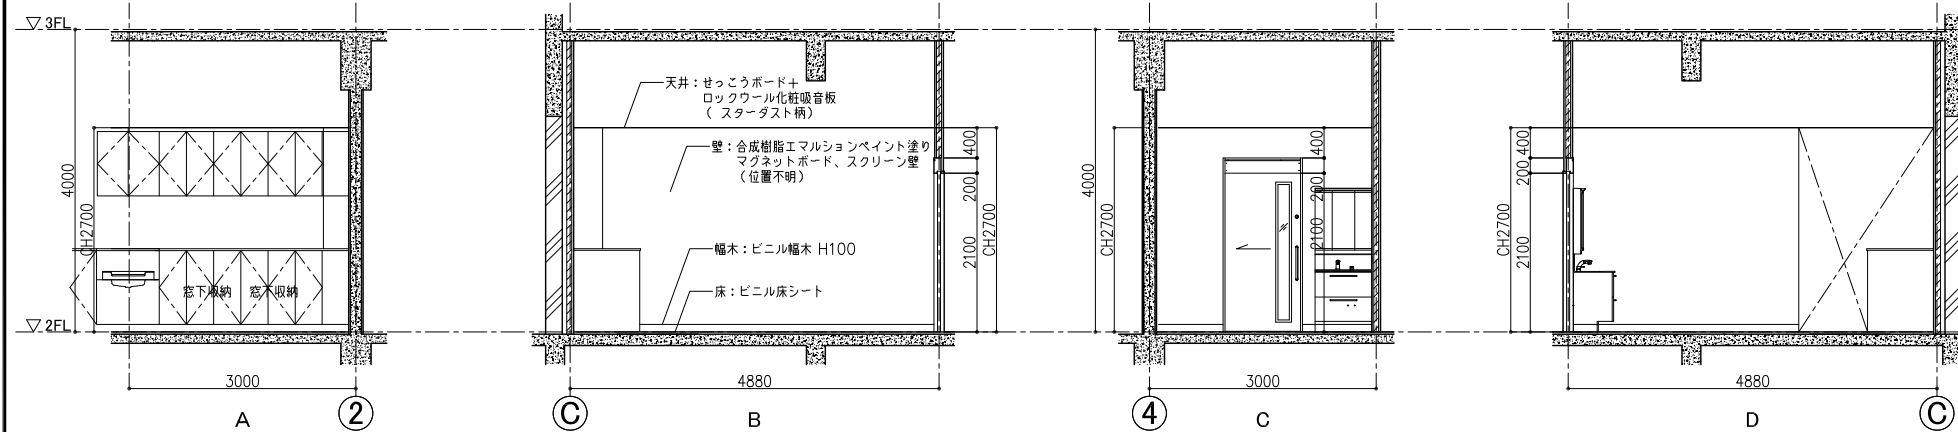 ▽3FL
4000
CH2700
窓下収納
窓下収納
▽2FL
3000
A
2
天井：せっこうボード＋
ロックウール化粧吸音板
（ スターダスト柄）
壁：合成樹脂エマルションペイント塗り
マグネットボード、スクリーン壁
（位置不明）
幅木：ビニル幅木 H100
床：ビニル床シート
400
200
2100
CH2700
4880
C
B
4000
CH2700
400
200
2100
3000
4
C
CH2700
400
200
2100
4880
D
C